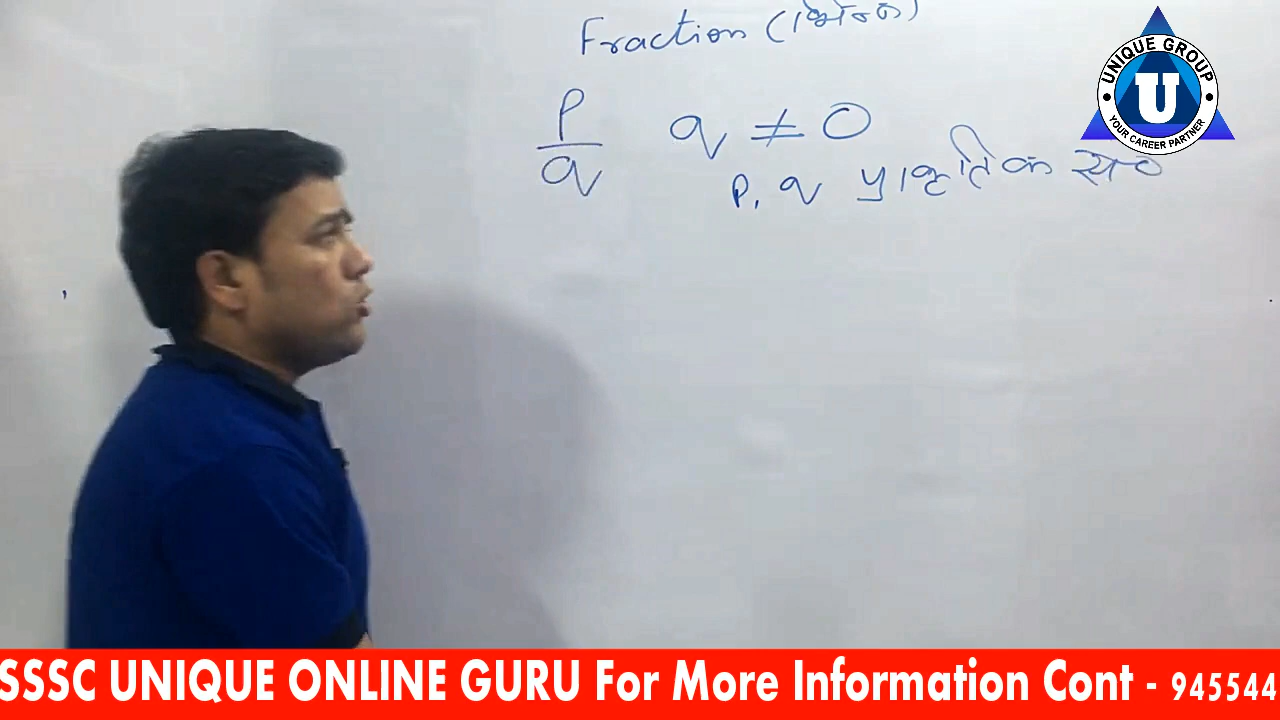 Fraction (भिन्न)
P/q q ≠ 0
P, q प्राकृतिक सं०
UNIQUE GROUP
U
YOUR CAREER PARTNER
SSSC UNIQUE ONLINE GURU For More Information Cont - 945544